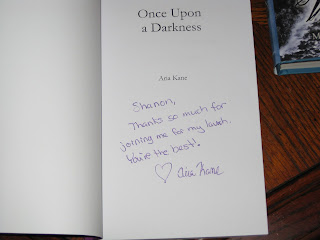 Once Upon
a Darkness
Aria Kane
Shanon,
Thanks so much for
joining me for my launch.
You're the best!
♡ Aria Kane